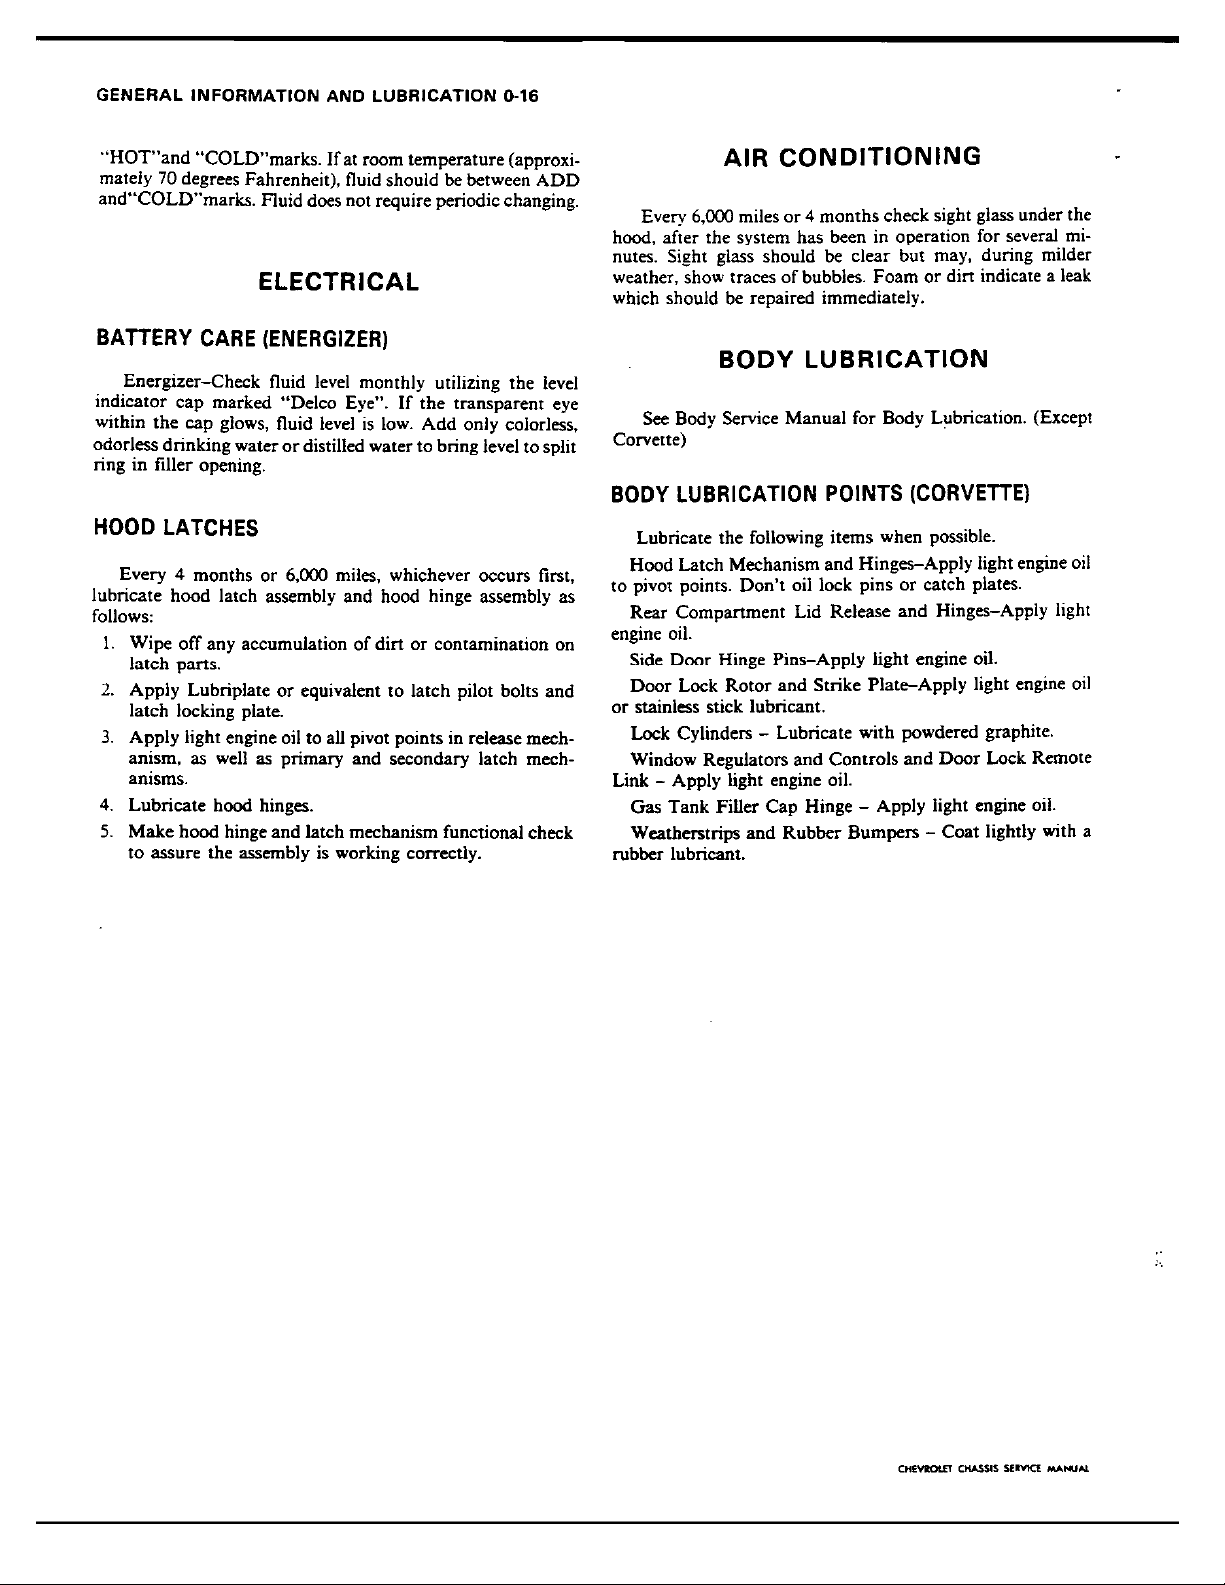 GENERAL INFORMATION AND LUBRICATION 0-16
"HOT"and "COLD"marks. If at room temperature (approxi-
mately 70 degrees Fahrenheit), fluid should be between ADD
and"COLD"marks. Fluid does not require periodic changing.
ELECTRICAL
BATTERY CARE (ENERGIZER)
Energizer–Check fluid level monthly utilizing the level
indicator cap marked "Delco Eye". If the transparent eye
within the cap glows, fluid level is low. Add only colorless,
odorless drinking water or distilled water to bring level to split
ring in filler opening.
HOOD LATCHES
Every 4 months or 6,000 miles, whichever occurs first,
lubricate hood latch assembly and hood hinge assembly as
follows:
1. Wipe off any accumulation of dirt or contamination on
latch parts.
2. Apply Lubriplate or equivalent to latch pilot bolts and
latch locking plate.
3. Apply light engine oil to all pivot points in release mech-
anism, as well as primary and secondary latch mech-
anisms.
4. Lubricate hood hinges.
5. Make hood hinge and latch mechanism functional check
to assure the assembly is working correctly.
AIR CONDITIONING
Every 6,000 miles or 4 months check sight glass under the
hood, after the system has been in operation for several mi-
nutes. Sight glass should be clear but may, during milder
weather, show traces of bubbles. Foam or dirt indicate a leak
which should be repaired immediately.
BODY LUBRICATION
See Body Service Manual for Body Lubrication. (Except
Corvette)
BODY LUBRICATION POINTS (CORVETTE)
Lubricate the following items when possible.
Hood Latch Mechanism and Hinges–Apply light engine oil
to pivot points. Don't oil lock pins or catch plates.
Rear Compartment Lid Release and Hinges–Apply light
engine oil.
Side Door Hinge Pins–Apply light engine oil.
Door Lock Rotor and Strike Plate–Apply light engine oil
or stainless stick lubricant.
Lock Cylinders – Lubricate with powdered graphite.
Window Regulators and Controls and Door Lock Remote
Link – Apply light engine oil.
Gas Tank Filler Cap Hinge – Apply light engine oil.
Weatherstrips and Rubber Bumpers – Coat lightly with a
rubber lubricant.
CHEVROLET CHASSIS SERVICE MANUAL